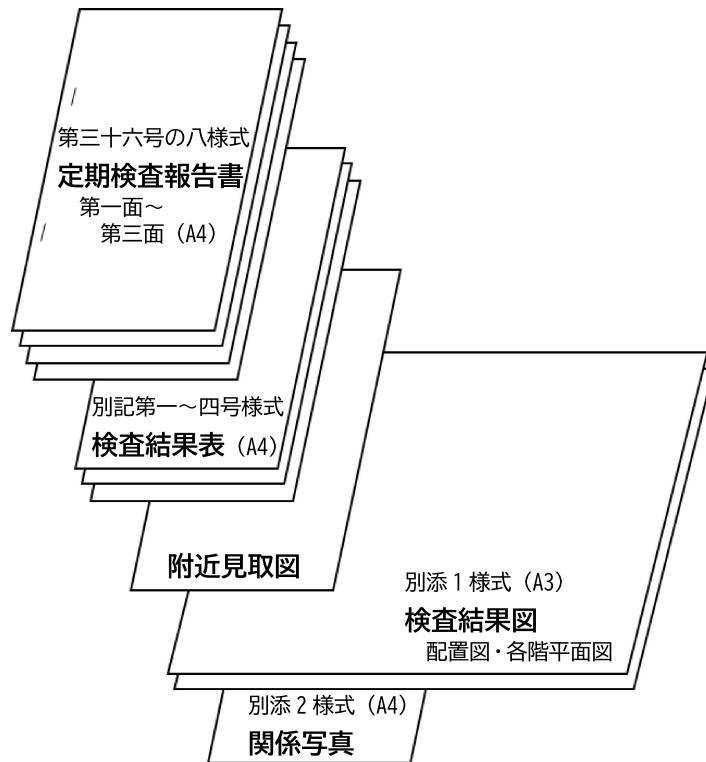 第三十六号の八様式
定期検査報告書
第一面～
第三面（A4）
別記第一～四号様式
検査結果表（A4）
附近見取図
別添1様式（A3）
検査結果図
配置図・各階平面図
別添2様式（A4）
関係写真